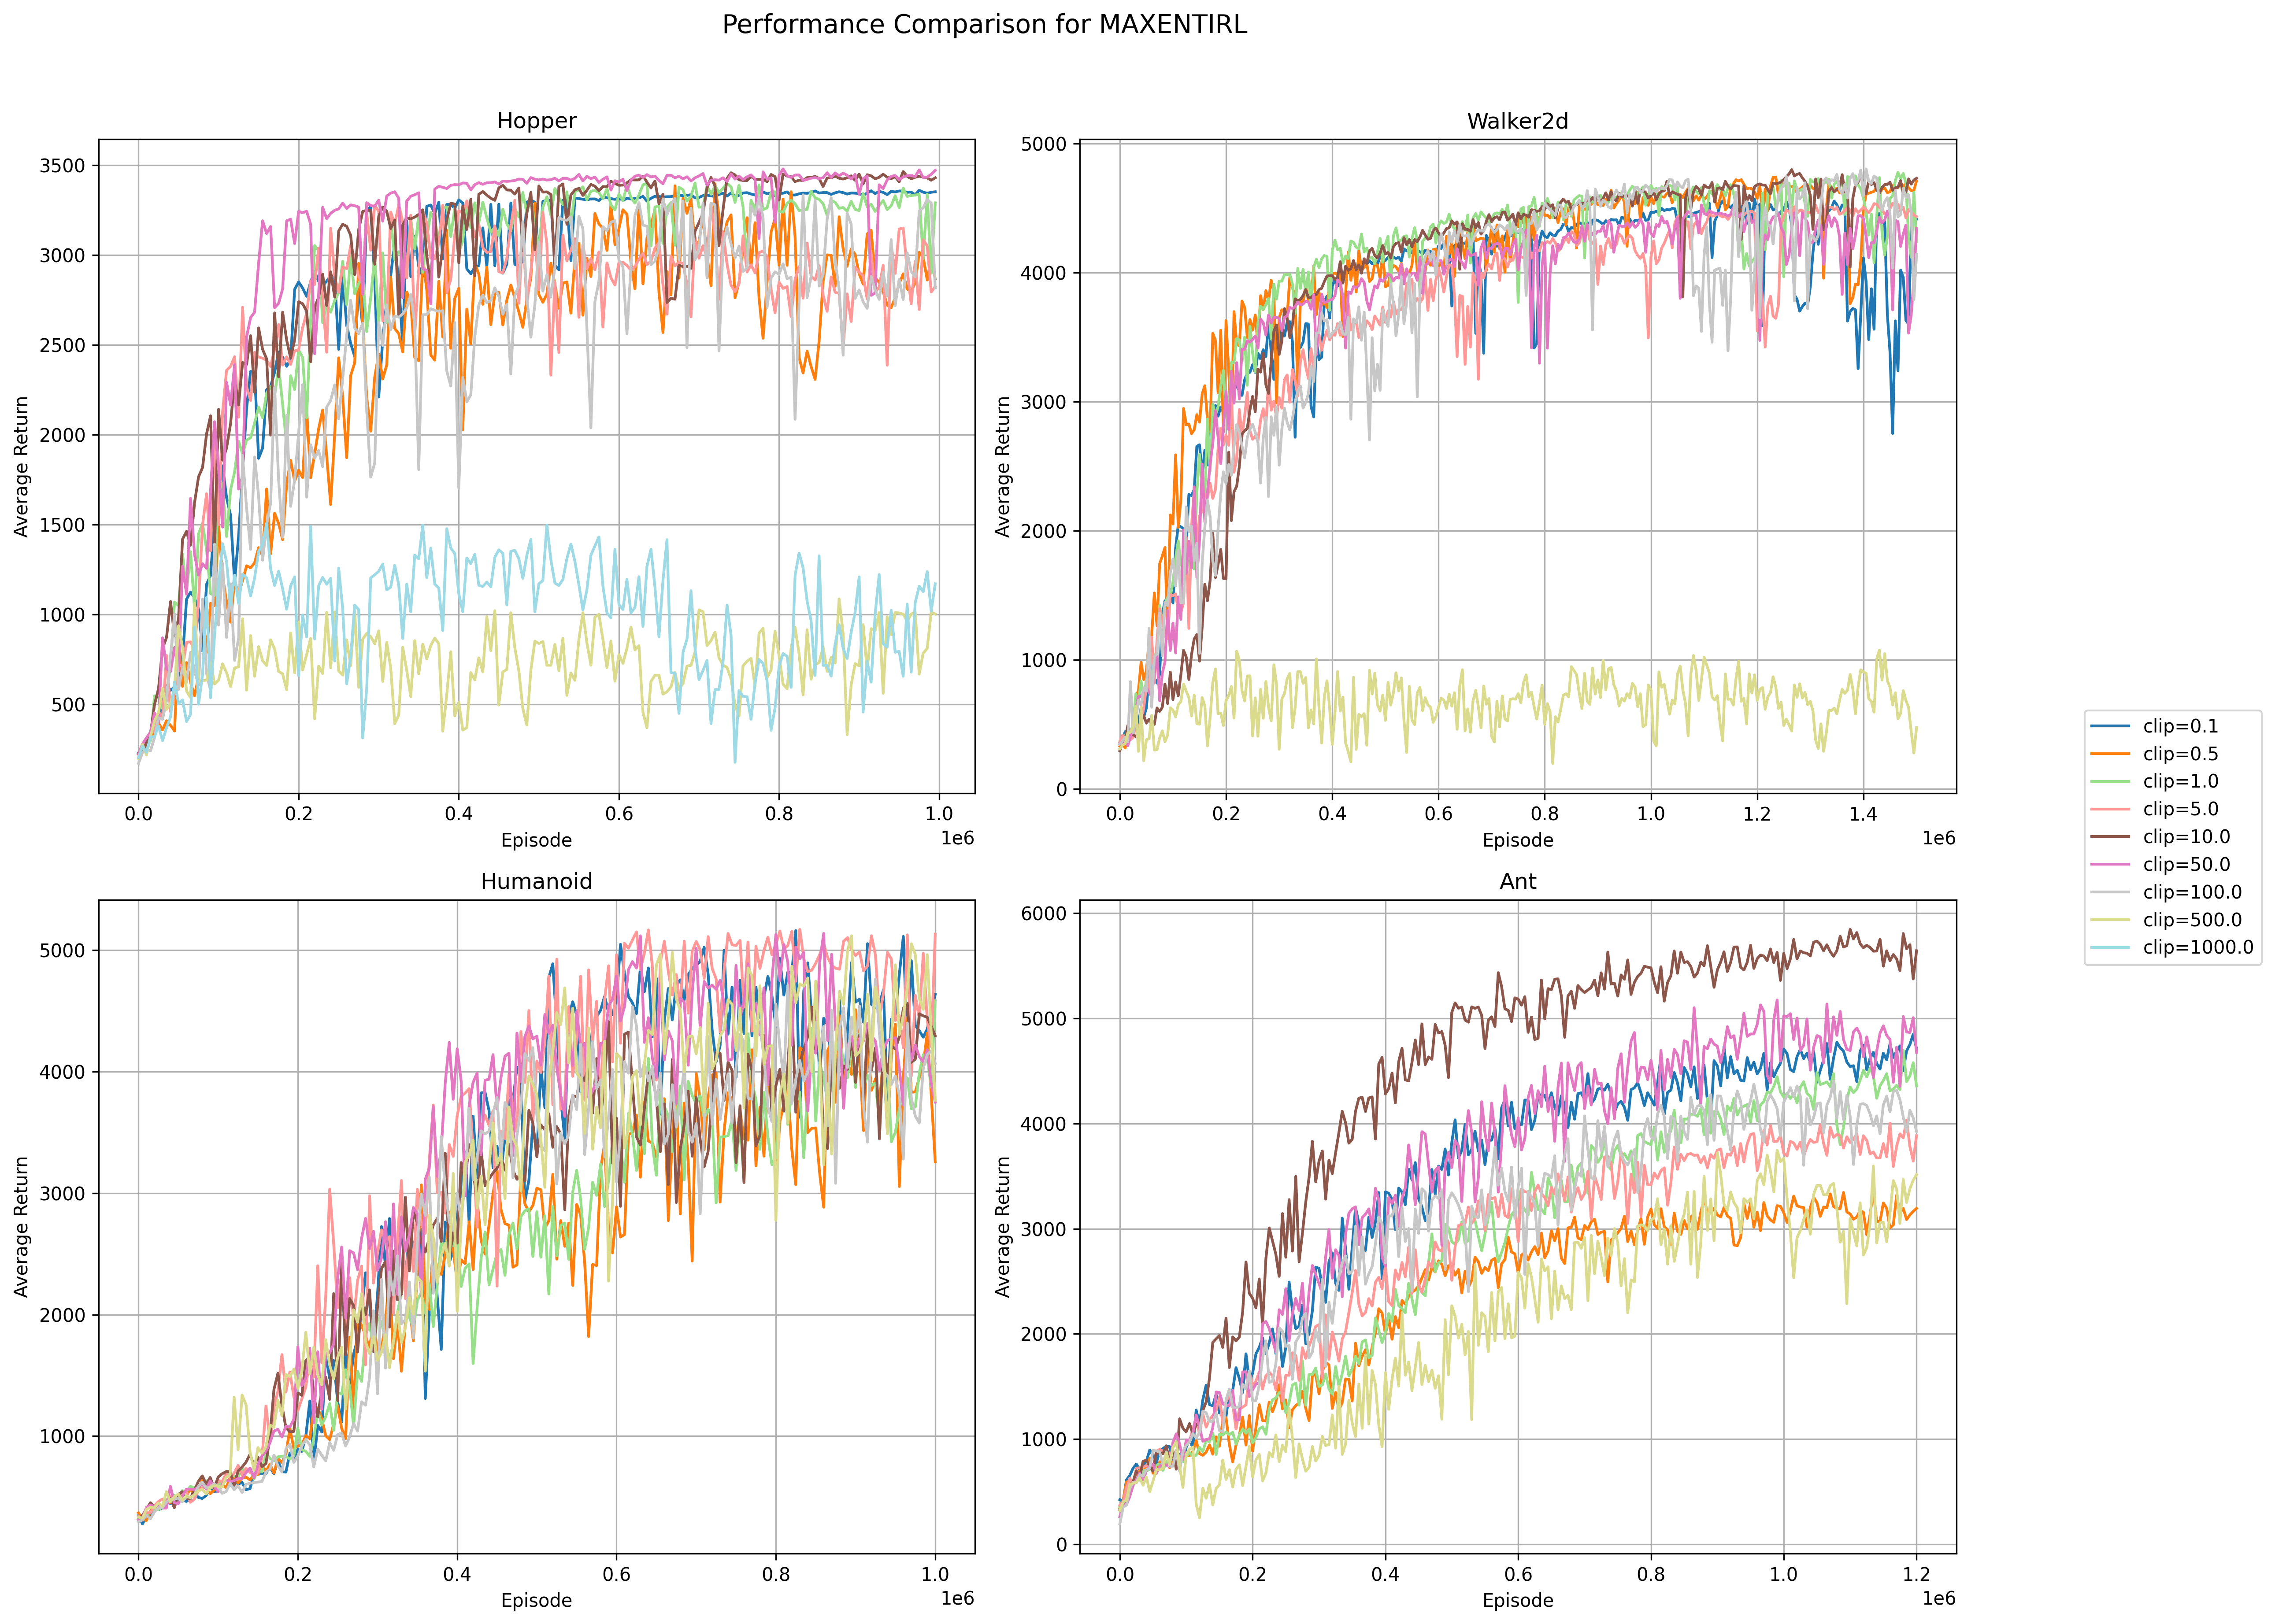 Performance Comparison for MAXENTIRL
Hopper
3500
3000
2500
2000
1500
1000
500
Average Return
0.0 0.2 0.4 0.6 0.8 1.0
1e6
Episode
Walker2d
5000
4000
3000
2000
1000
0
Average Return
0.0 0.2 0.4 0.6 0.8 1.0 1.2 1.4
1e6
Episode
Humanoid
5000
4000
3000
2000
1000
Average Return
0.0 0.2 0.4 0.6 0.8 1.0
1e6
Episode
Ant
6000
5000
4000
3000
2000
1000
0
Average Return
0.0 0.2 0.4 0.6 0.8 1.0 1.2
1e6
Episode
clip=0.1
clip=0.5
clip=1.0
clip=5.0
clip=10.0
clip=50.0
clip=100.0
clip=500.0
clip=1000.0